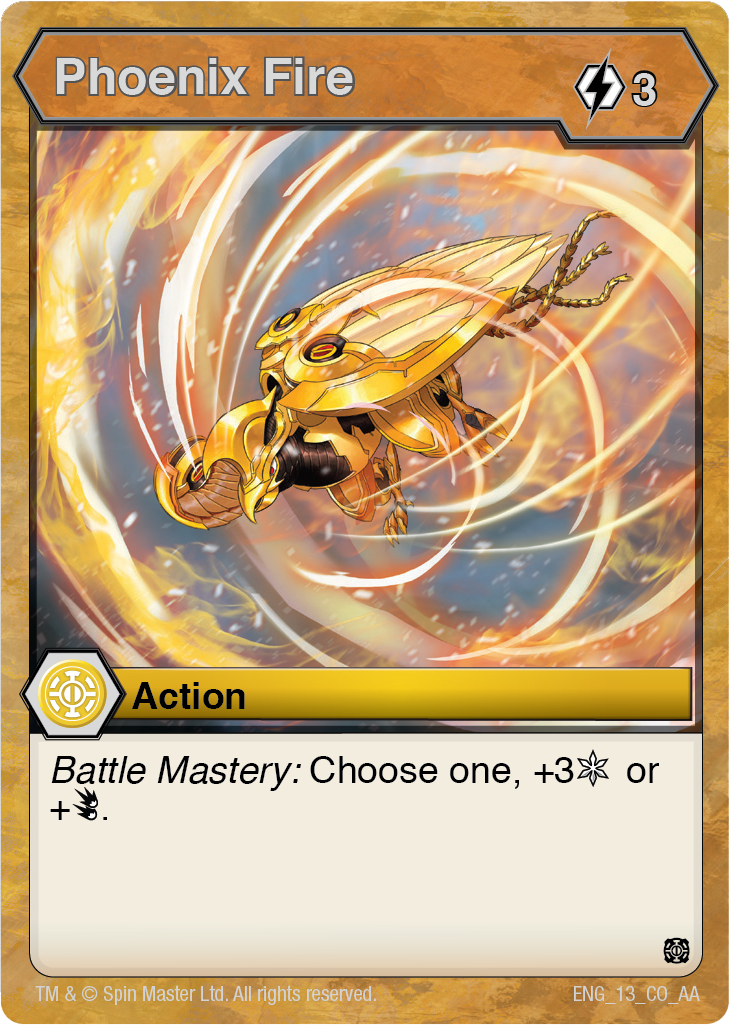 Phoenix Fire
3
Action
Battle Mastery: Choose one, +3 or
+.
TM & © Spin Master Ltd. All rights reserved.
ENG_13_CO_AA